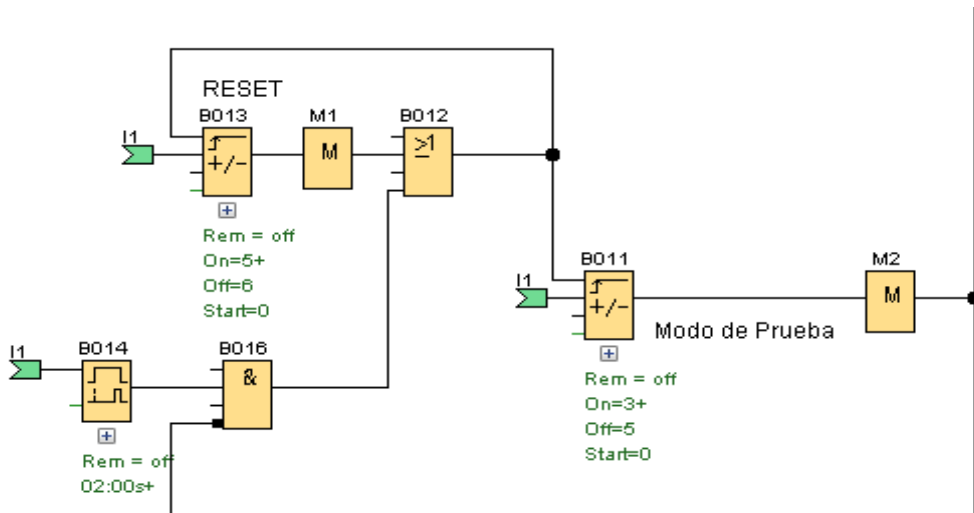 RESET
B013
M1
B012
I1
+/-
M
≥1
Rem = off
On=5+
Off=6
Start=0
B011
M2
I1
+/-
M
Modo de Prueba
Rem = off
On=3+
Off=5
Start=0
I1
B014
B016
&
Rem = off
02:00s+